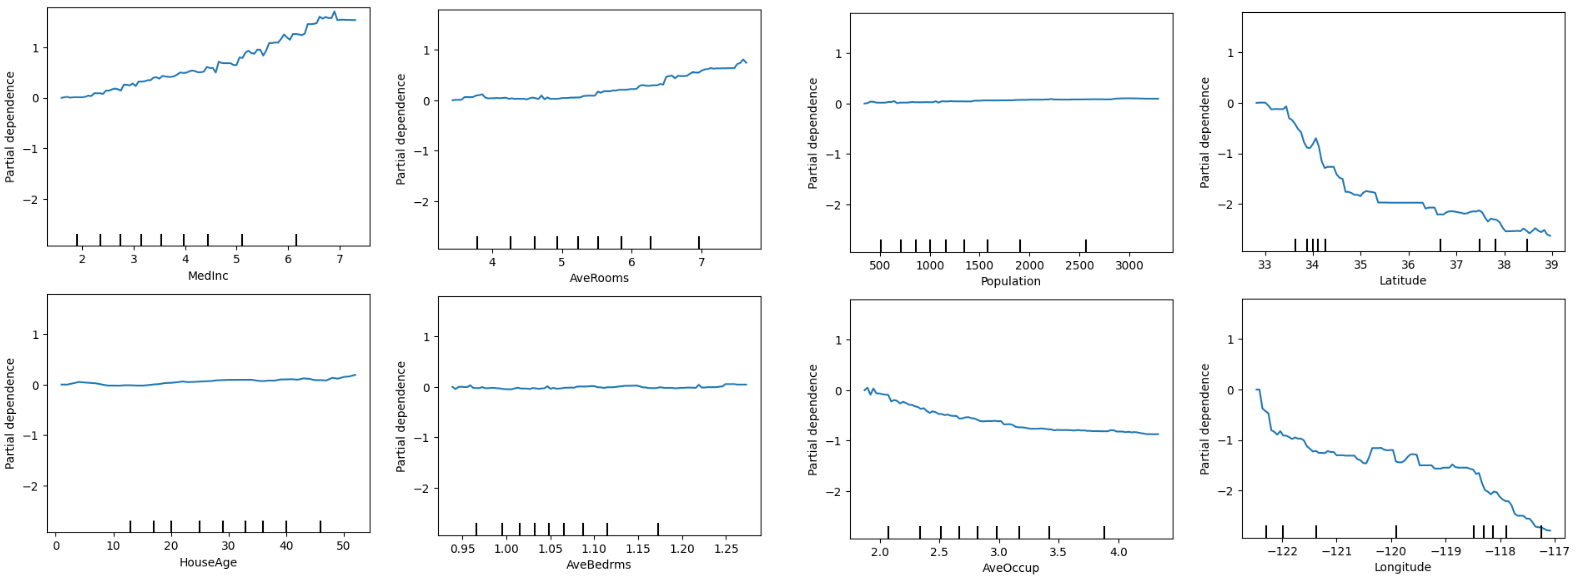 Partial dependence
1
0
−1
−2
2 3 4 5 6 7
MedInc
Partial dependence
1
0
−1
−2
4 5 6 7
AveRooms
Partial dependence
1
0
−1
−2
500 1000 1500 2000 2500 3000
Population
Partial dependence
1
0
−1
−2
33 34 35 36 37 38 39
Latitude
Partial dependence
1
0
−1
−2
0 10 20 30 40 50
HouseAge
Partial dependence
1
0
−1
−2
0.95 1.00 1.05 1.10 1.15 1.20 1.25
AveBedrms
Partial dependence
1
0
−1
−2
2.0 2.5 3.0 3.5 4.0
AveOccup
Partial dependence
1
0
−1
−2
−122 −121 −120 −119 −118 −117
Longitude